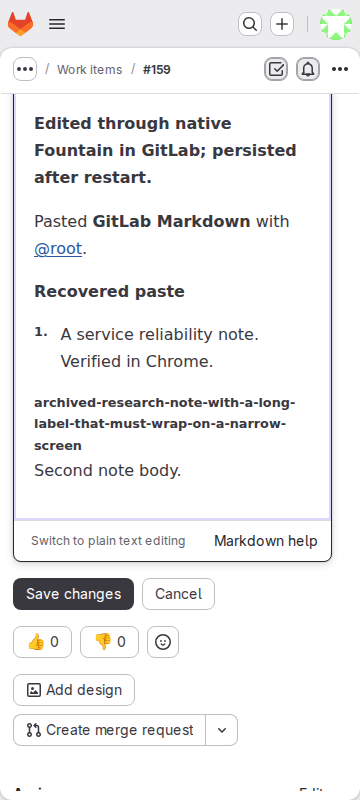 / Work items / #159
Edited through native
Fountain in GitLab; persisted
after restart.
Pasted GitLab Markdown with
@root.
Recovered paste
1. A service reliability note.
Verified in Chrome.
archived-research-note-with-a-long-
label-that-must-wrap-on-a-narrow-
screen
Second note body.
Switch to plain text editing Markdown help
Save changes Cancel
👍 0 👎 0
Add design
Create merge request